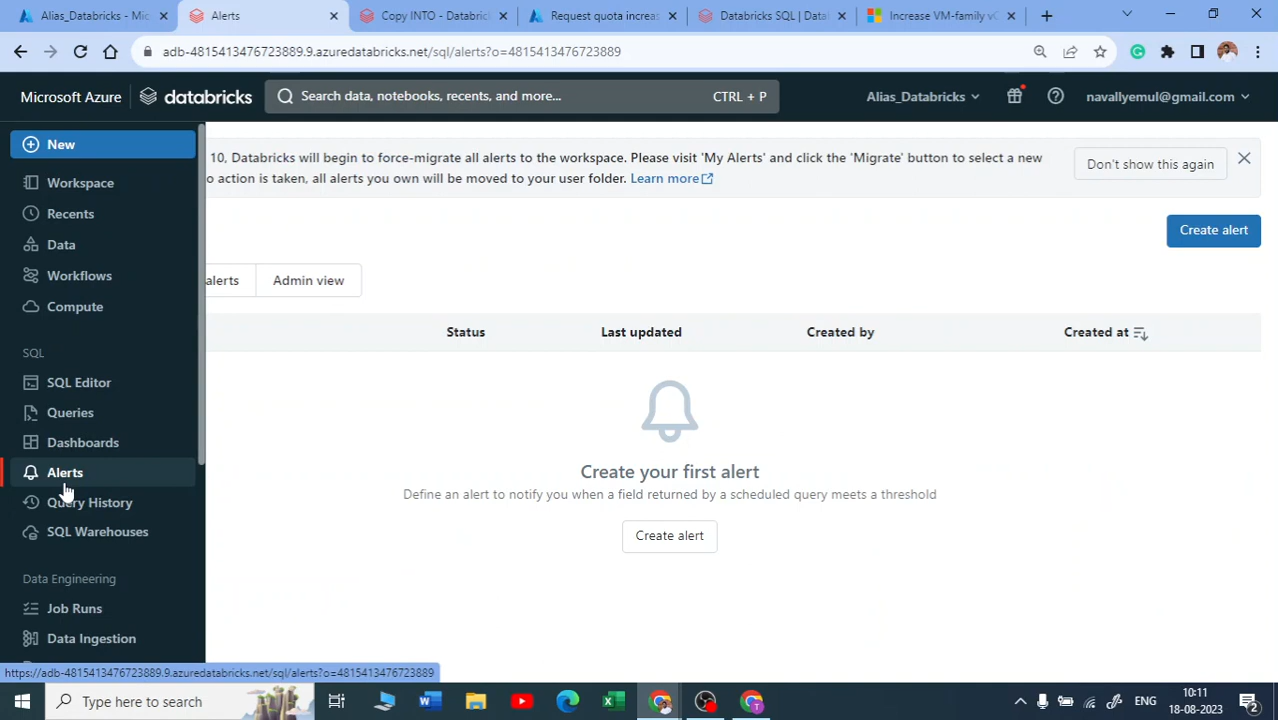 Alias_Databricks - Mic
Alerts
Copy INTO - Databric
Request quota increa
Databricks SQL | Data
Increase VM-family vC
adb-4815413476723889.9.azuredatabricks.net/sql/alerts?o=4815413476723889
Microsoft Azure
databricks
Search data, notebooks, recents, and more...
CTRL + P
Alias_Databricks
navallyemul@gmail.com
New
Workspace
Recents
Data
Workflows
Compute
SQL
SQL Editor
Queries
Dashboards
Alerts
Query History
SQL Warehouses
Data Engineering
Job Runs
Data Ingestion
10, Databricks will begin to force-migrate all alerts to the workspace. Please visit 'My Alerts' and click the 'Migrate' button to select a new
o action is taken, all alerts you own will be moved to your user folder. Learn more
Don't show this again
Create alert
alerts
Admin view
Status
Last updated
Created by
Created at
Create your first alert
Define an alert to notify you when a field returned by a scheduled query meets a threshold
Create alert
https://adb-4815413476723889.9.azuredatabricks.net/sql/alerts?o=4815413476723889
Type here to search
ENG
10:11
18-08-2023
2